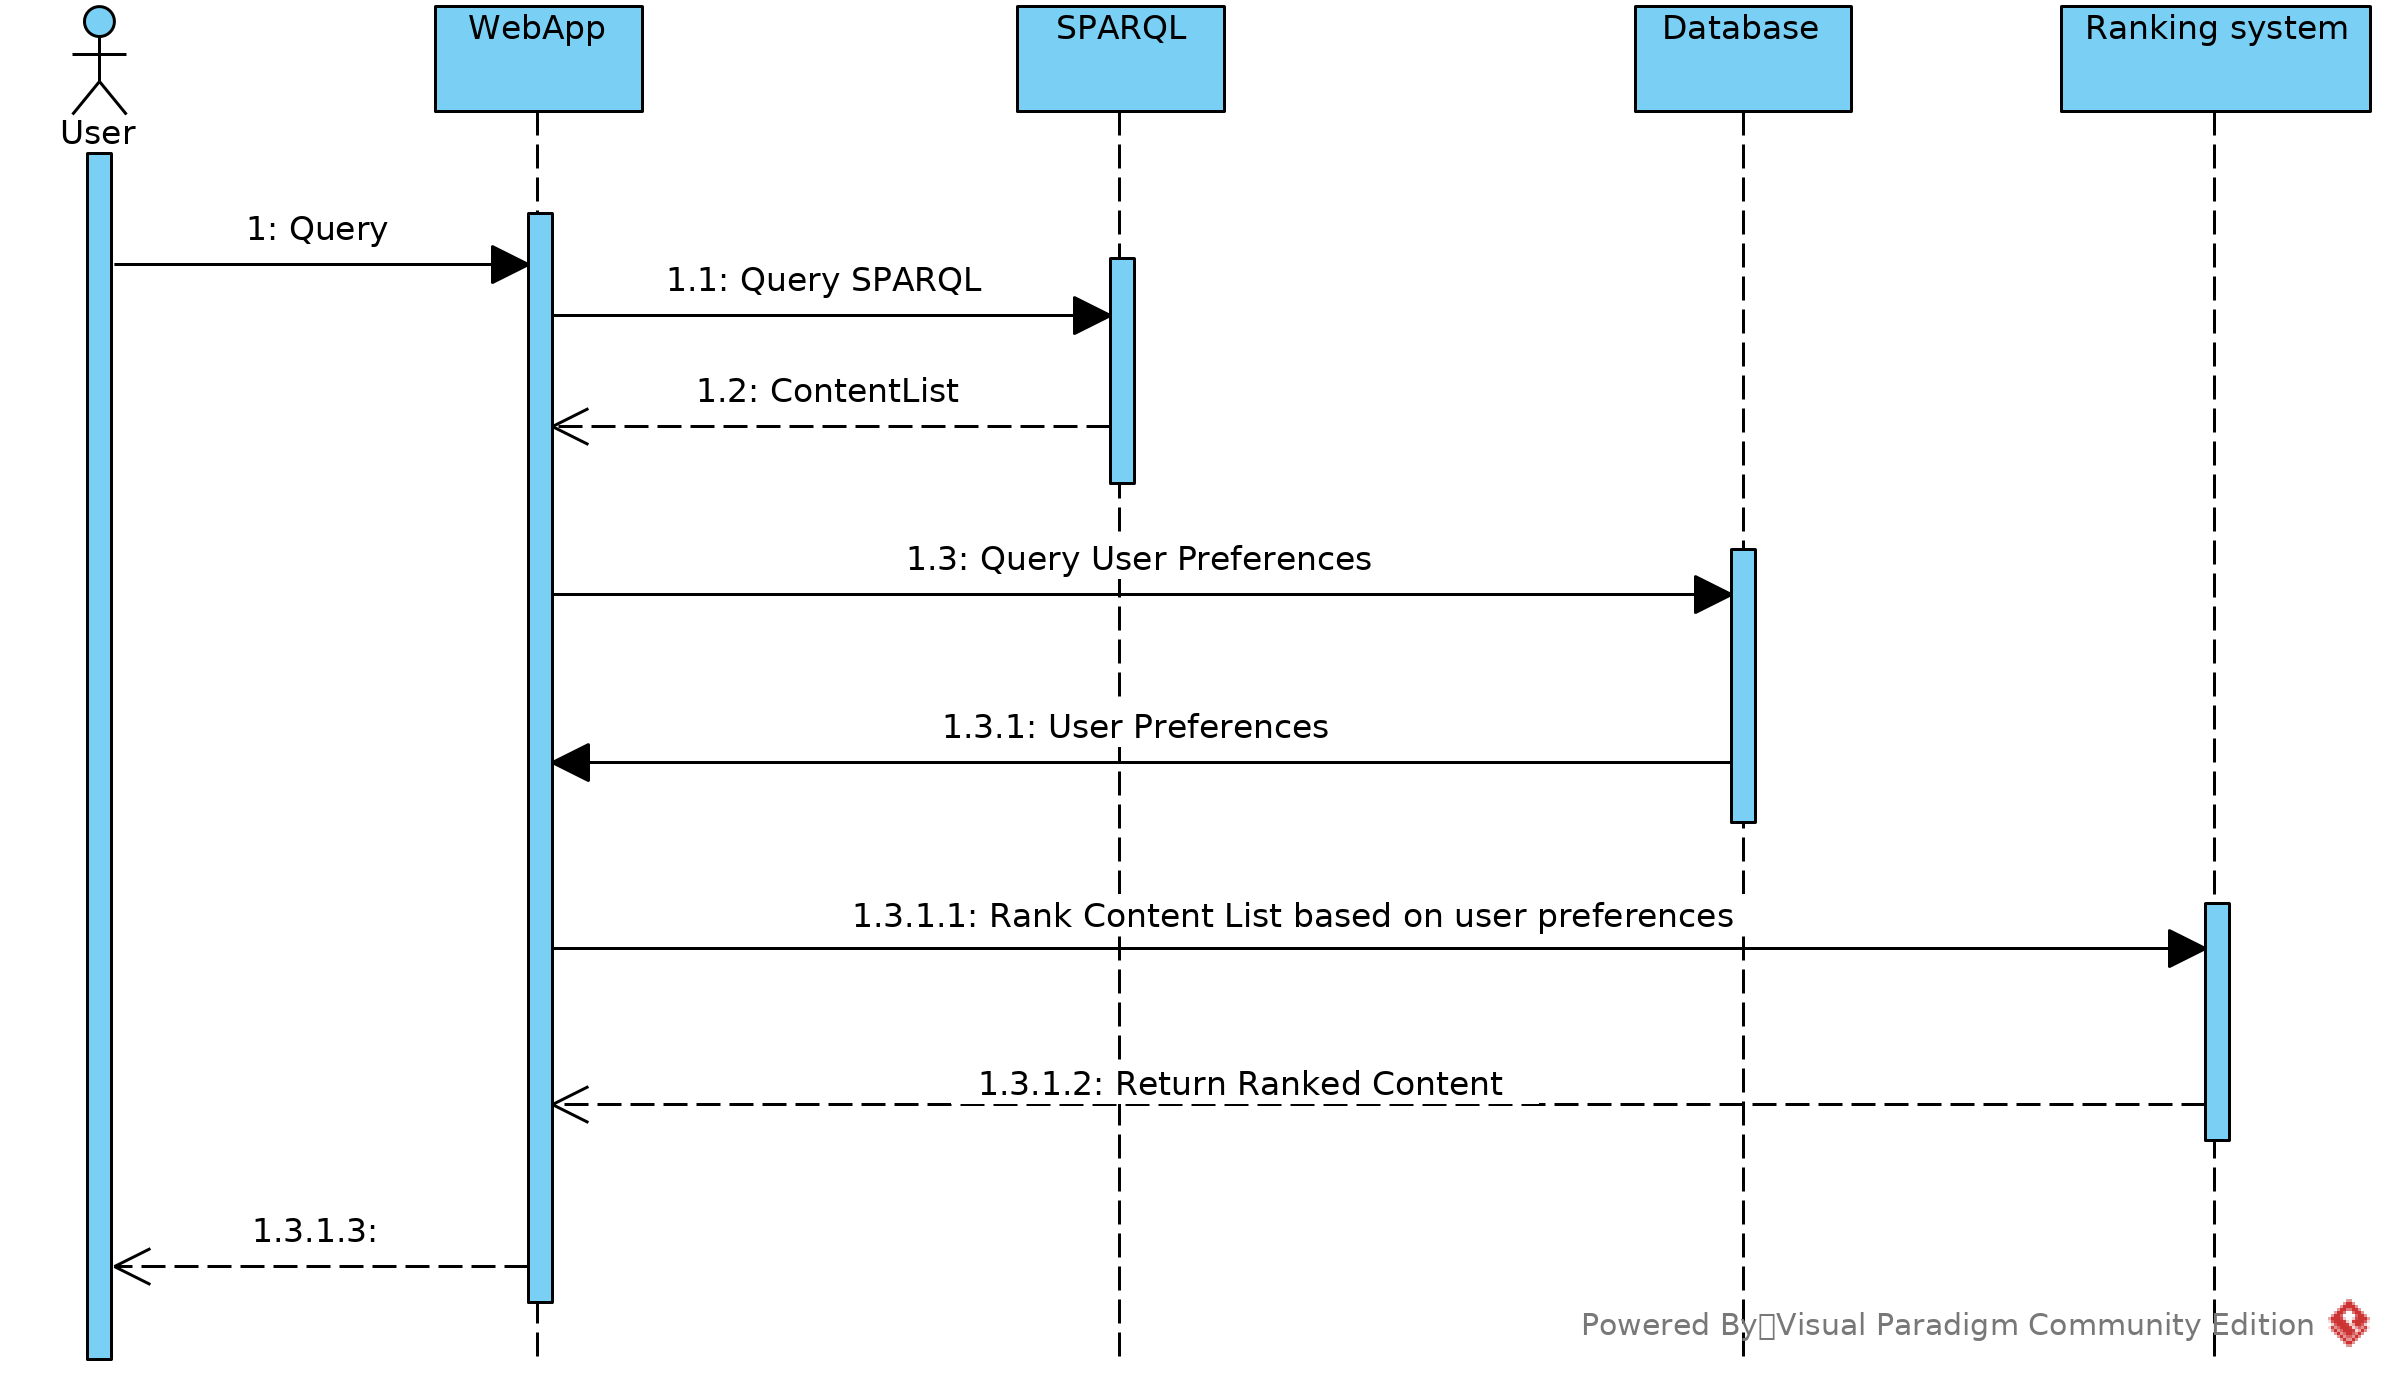 WebApp
SPARQL
Database
Ranking system
User
1: Query
1.1: Query SPARQL
1.2: ContentList
1.3: Query User Preferences
1.3.1: User Preferences
1.3.1.1: Rank Content List based on user preferences
1.3.1.2: Return Ranked Content
1.3.1.3:
Powered By▯Visual Paradigm Community Edition